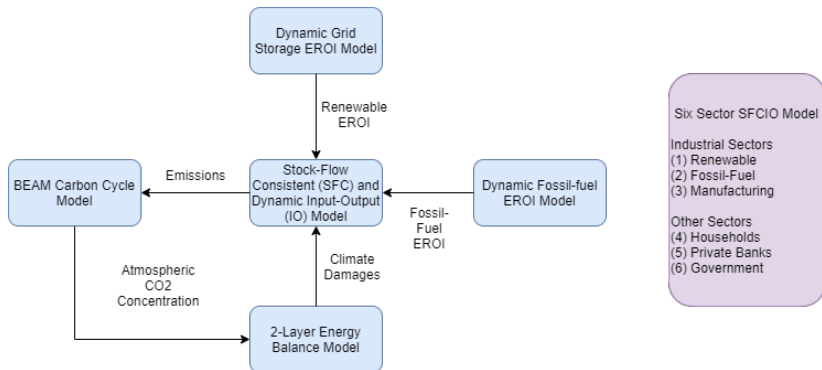 Dynamic Grid
Storage EROI Model
Renewable
EROI
BEAM Carbon Cycle
Model
Emissions
Stock-Flow
Consistent (SFC) and
Dynamic Input-Output
(IO) Model
Dynamic Fossil-fuel
EROI Model
Fossil-
Fuel
EROI
Atmospheric
CO2
Concentration
Climate
Damages
2-Layer Energy
Balance Model
Six Sector SFCIO Model
Industrial Sectors
(1) Renewable
(2) Fossil-Fuel
(3) Manufacturing
Other Sectors
(4) Households
(5) Private Banks
(6) Government